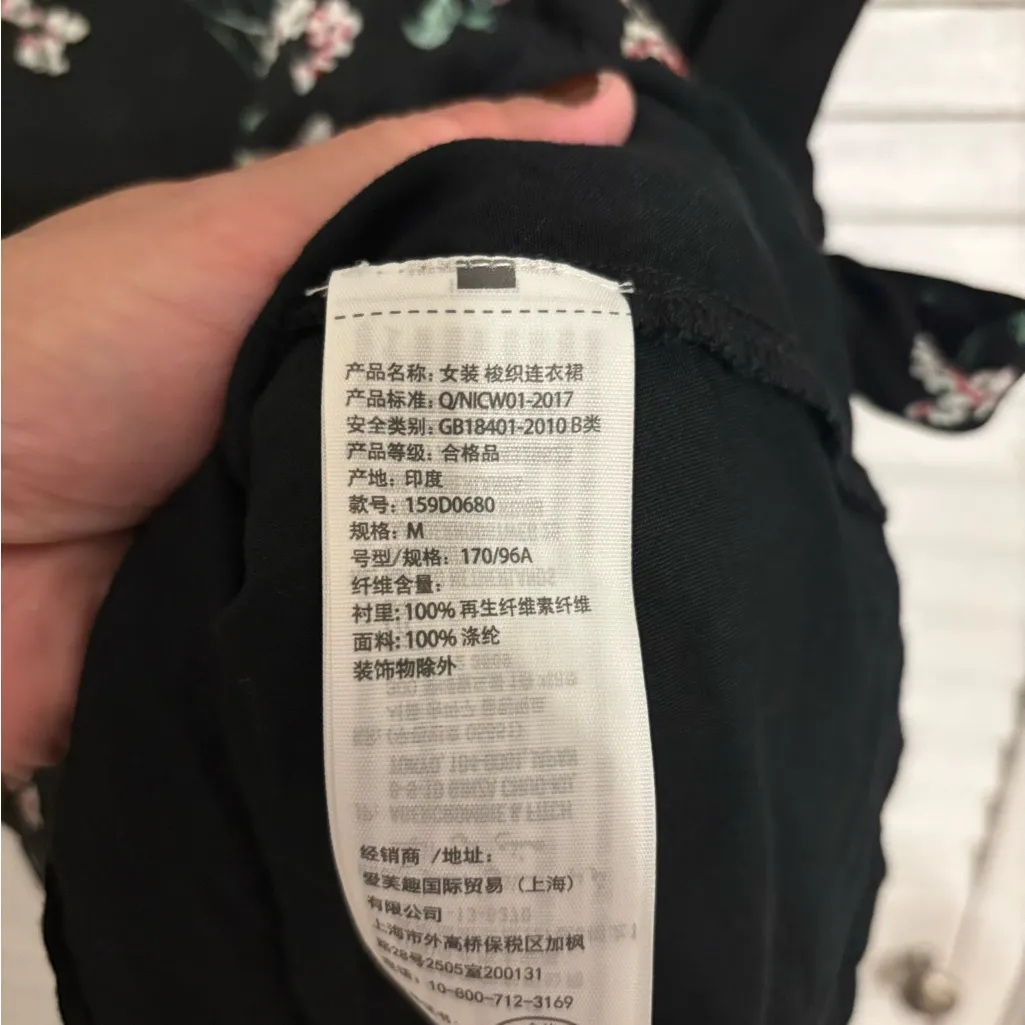 产品名称: 女装 梭织连衣裙
产品标准: Q/NICW01-2017
安全类别: GB18401-2010 B类
产品等级: 合格品
产地: 印度
款号: 159D0680
规格: M
号型/规格: 170/96A
纤维含量:
衬里: 100% 再生纤维素纤维
面料: 100% 涤纶
装饰物除外
经销商 /地址:
爱芙趣国际贸易 (上海)
有限公司
上海市外高桥保税区加枫
路28号2505室200131
10-800-712-3169